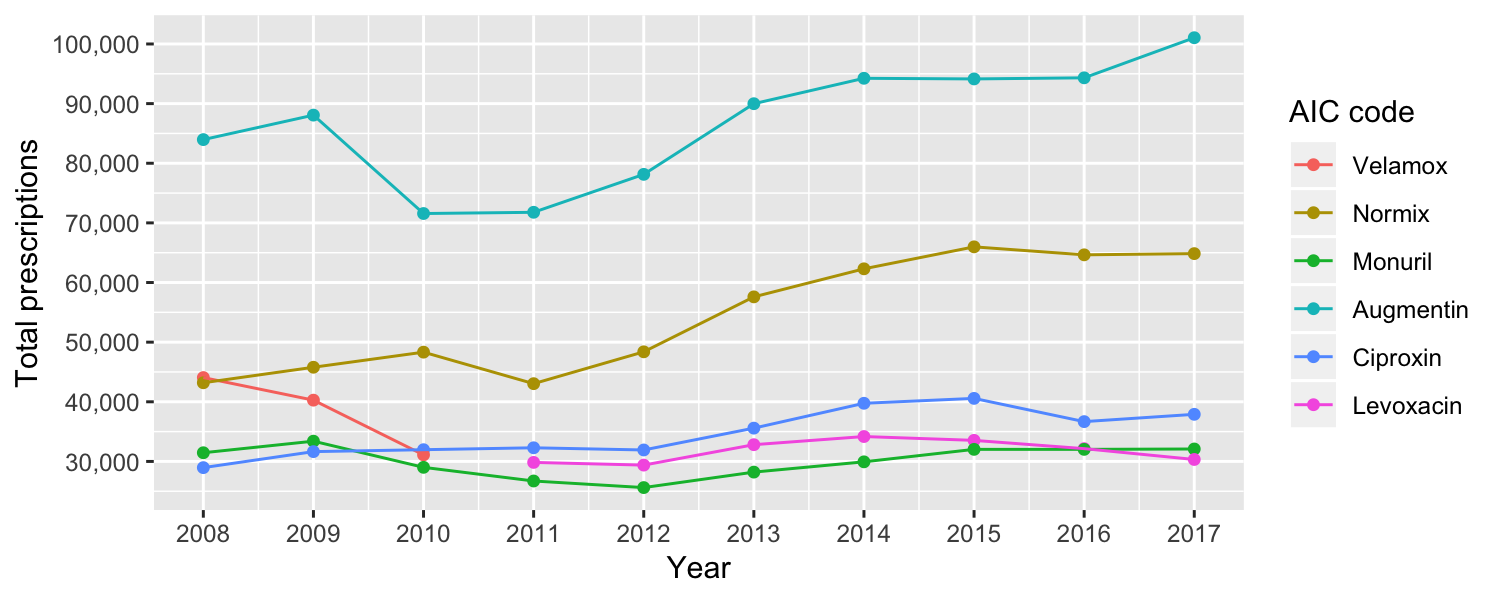 Total prescriptions
100,000
90,000
80,000
70,000
60,000
50,000
40,000
30,000
2008 2009 2010 2011 2012 2013 2014 2015 2016 2017
Year
AIC code
Velamox
Normix
Monuril
Augmentin
Ciproxin
Levoxacin